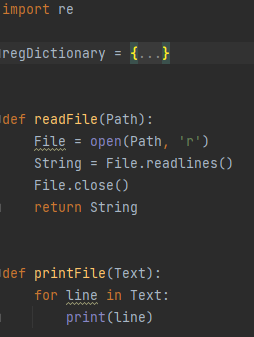 import re
regDictionary = {...}
def readFile(Path):
    File = open(Path, 'r')
    String = File.readlines()
    File.close()
    return String
def printFile(Text):
    for line in Text:
        print(line)